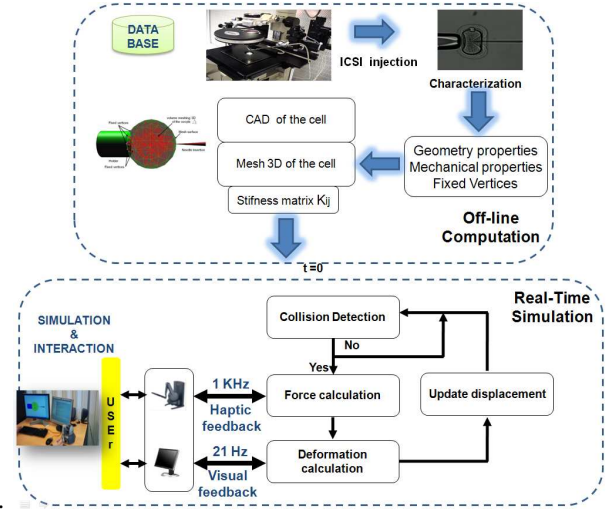 DATA
BASE
ICSI injection
Characterization
CAD of the cell
Mesh 3D of the cell
Stifness matrix Kij
Geometry properties
Mechanical properties
Fixed Vertices
Off-line
Computation
t =0
Real-Time
Simulation
SIMULATION
&
INTERACTION
Collision Detection
No
Yes
1 KHz
Haptic
feedback
Force calculation
Update displacement
USEr
21 Hz
Visual
feedback
Deformation
calculation